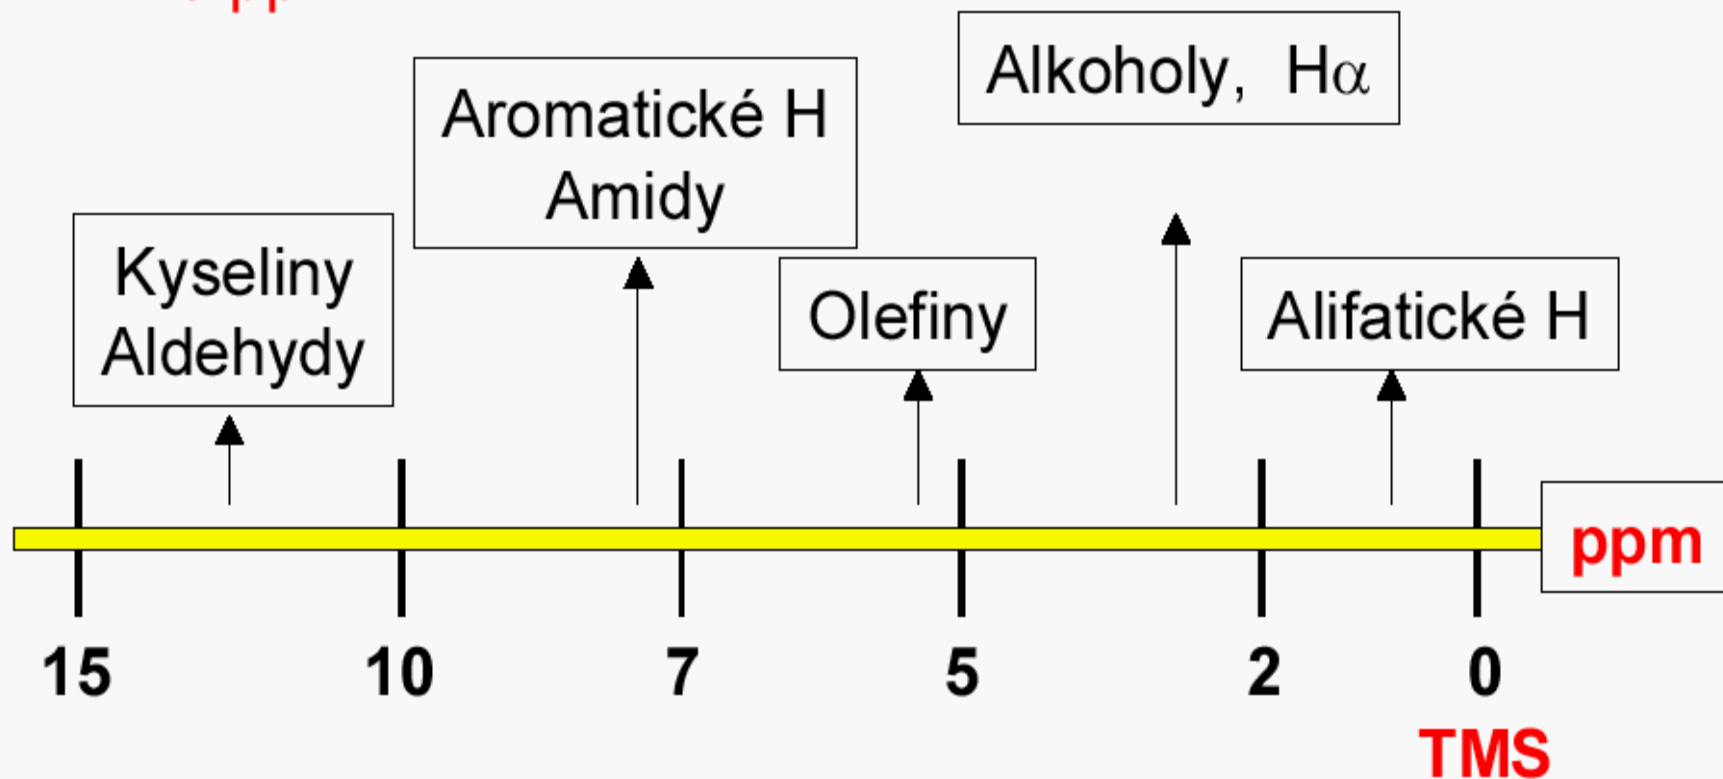 Alkoholy, Hα
Aromatické H
Amidy
Kyseliny
Aldehydy
Olefiny
Alifatické H
ppm
15 10 7 5 2 0
TMS